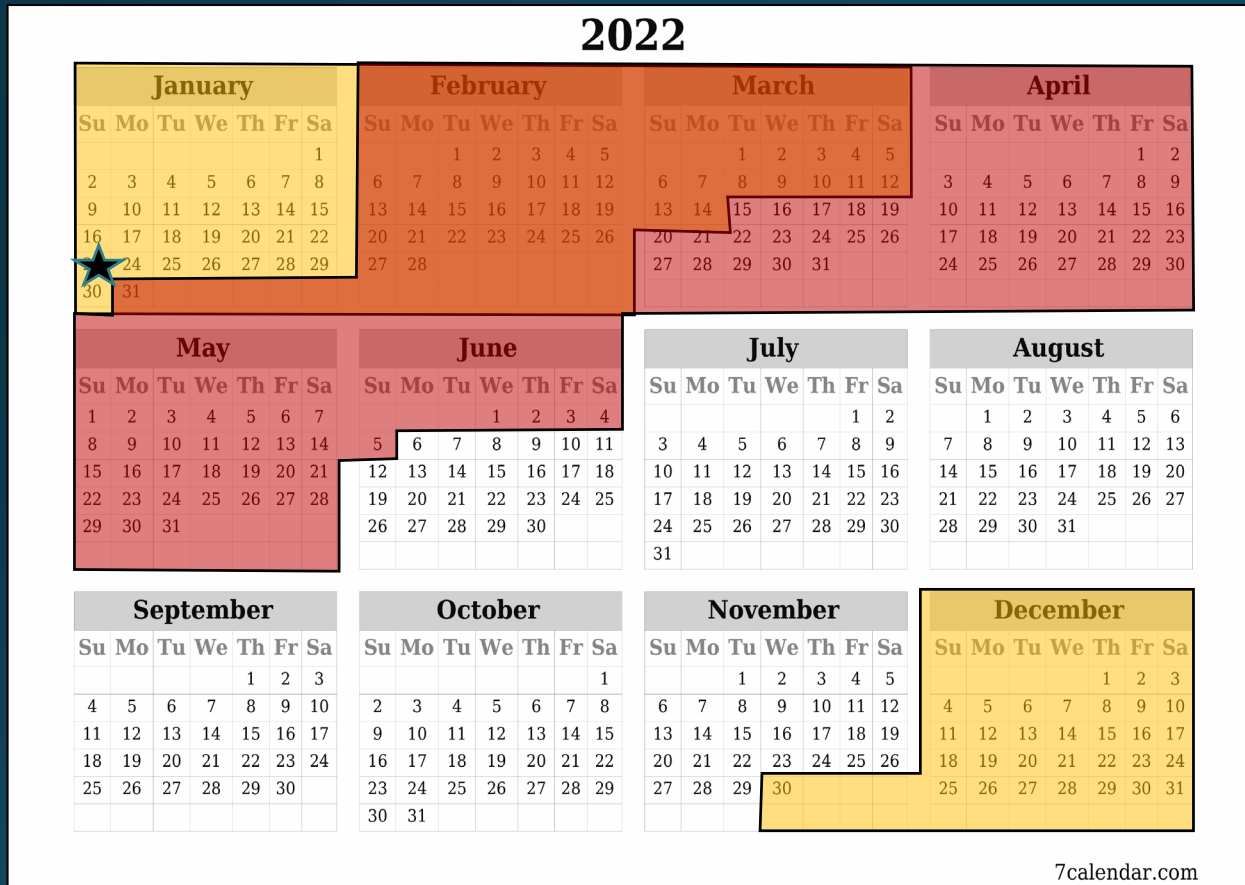 2022
January February March April
Su Mo Tu We Th Fr Sa Su Mo Tu We Th Fr Sa Su Mo Tu We Th Fr Sa Su Mo Tu We Th Fr Sa
1 1 2 3 4 5 1 2 3 4 5 1 2
2 3 4 5 6 7 8 6 7 8 9 10 11 12 6 7 8 9 10 11 12 3 4 5 6 7 8 9
9 10 11 12 13 14 15 13 14 15 16 17 18 19 13 14 15 16 17 18 19 10 11 12 13 14 15 16
16 17 18 19 20 21 22 20 21 22 23 24 25 26 20 21 22 23 24 25 26 17 18 19 20 21 22 23
24 25 26 27 28 29 27 28 27 28 29 30 31 24 25 26 27 28 29 30
30 31
May June July August
Su Mo Tu We Th Fr Sa Su Mo Tu We Th Fr Sa Su Mo Tu We Th Fr Sa Su Mo Tu We Th Fr Sa
1 2 3 4 5 6 7 1 2 3 4 1 2 1 2 3 4 5 6
8 9 10 11 12 13 14 5 6 7 8 9 10 11 3 4 5 6 7 8 9 7 8 9 10 11 12 13
15 16 17 18 19 20 21 12 13 14 15 16 17 18 10 11 12 13 14 15 16 14 15 16 17 18 19 20
22 23 24 25 26 27 28 19 20 21 22 23 24 25 17 18 19 20 21 22 23 21 22 23 24 25 26 27
29 30 31 26 27 28 29 30 24 25 26 27 28 29 30 28 29 30 31
31
September October November December
Su Mo Tu We Th Fr Sa Su Mo Tu We Th Fr Sa Su Mo Tu We Th Fr Sa Su Mo Tu We Th Fr Sa
1 2 3 1 1 2 3 4 5 1 2 3
4 5 6 7 8 9 10 2 3 4 5 6 7 8 6 7 8 9 10 11 12 4 5 6 7 8 9 10
11 12 13 14 15 16 17 9 10 11 12 13 14 15 13 14 15 16 17 18 19 11 12 13 14 15 16 17
18 19 20 21 22 23 24 16 17 18 19 20 21 22 20 21 22 23 24 25 26 18 19 20 21 22 23 24
25 26 27 28 29 30 23 24 25 26 27 28 29 27 28 29 30 25 26 27 28 29 30 31
30 31
7calendar.com